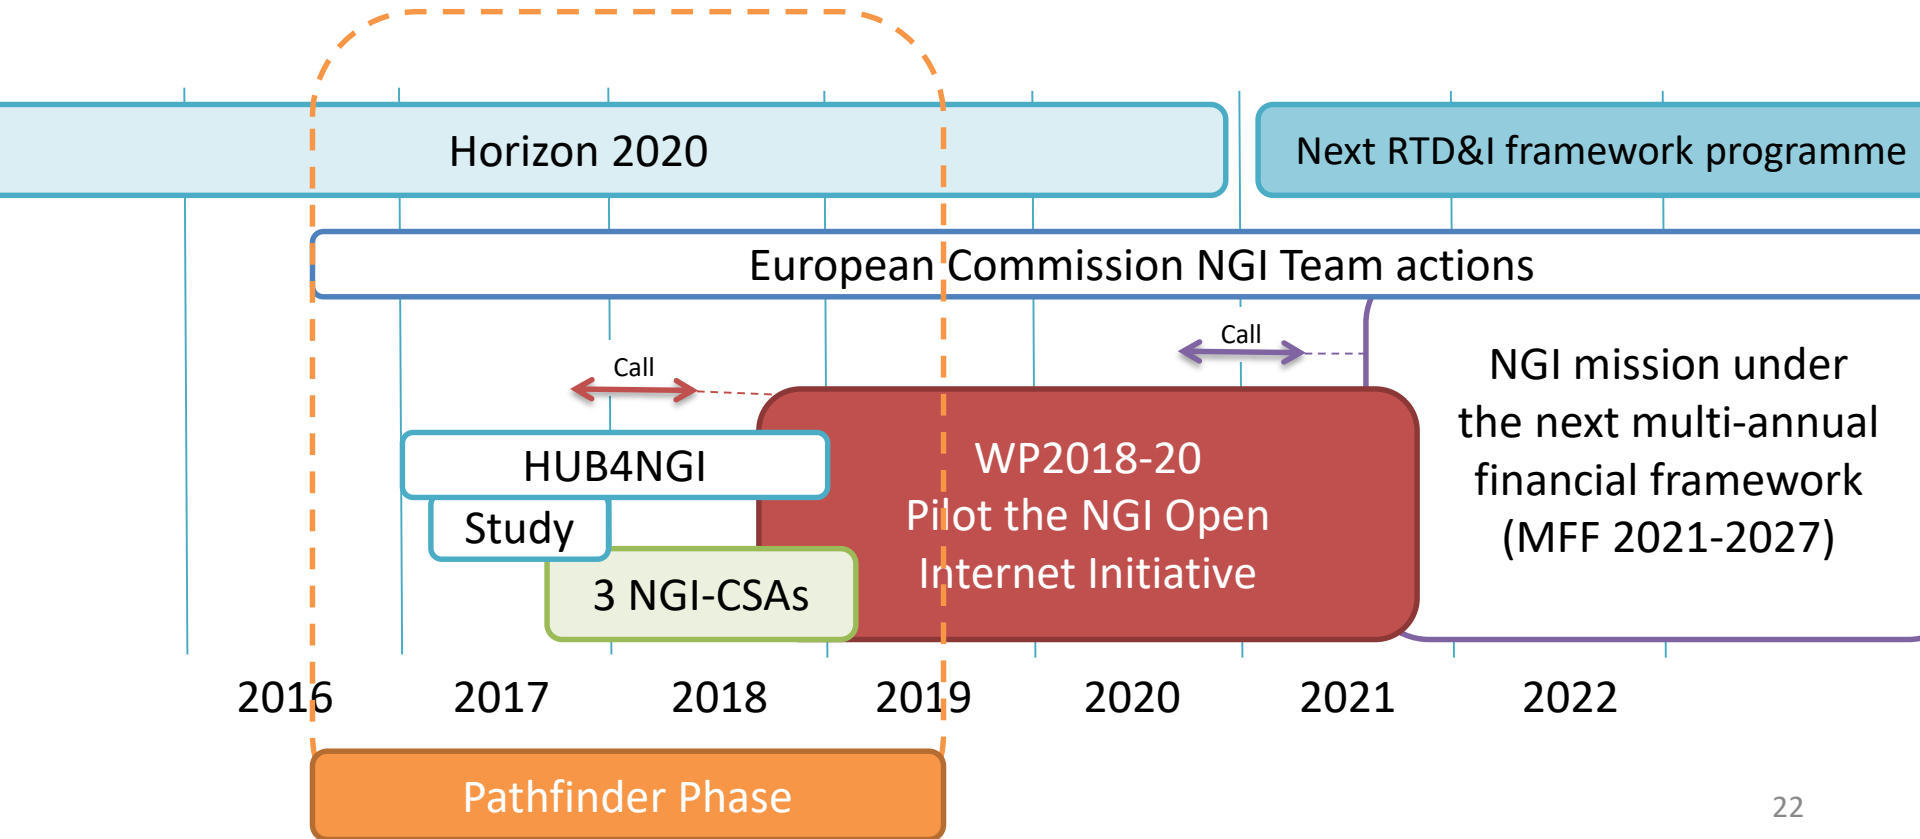 Horizon 2020
Next RTD&I framework programme
European Commission NGI Team actions
Call
Call
NGI mission under
the next multi-annual
financial framework
(MFF 2021-2027)
HUB4NGI
Study
3 NGI-CSAs
WP2018-20
Pilot the NGI Open
Internet Initiative
2016 2017 2018 2019 2020 2021 2022
Pathfinder Phase
22